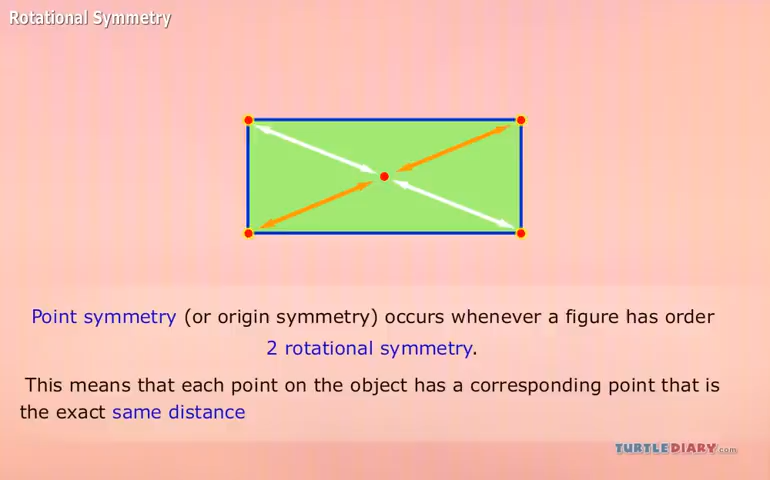 Rotational Symmetry
Point symmetry (or origin symmetry) occurs whenever a figure has order
2 rotational symmetry.
This means that each point on the object has a corresponding point that is
the exact same distance
TURTLEDIARY.com